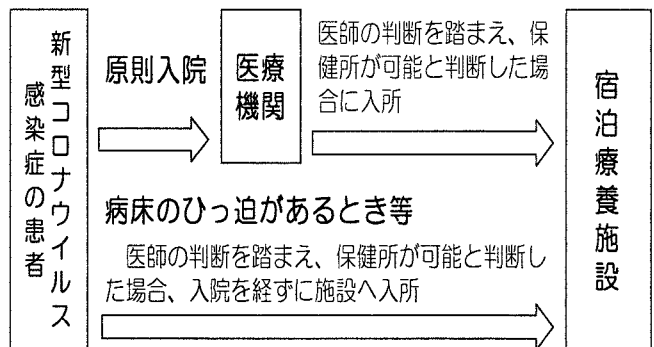 新型コロナウイルス
感染症の患者
原則入院
医療
機関
医師の判断を踏まえ、保
健所が可能と判断した場
合に入所
病床のひっ迫があるとき等
医師の判断を踏まえ、保健所が可能と判断し
た場合、入院を経ずに施設へ入所
宿泊療養施設